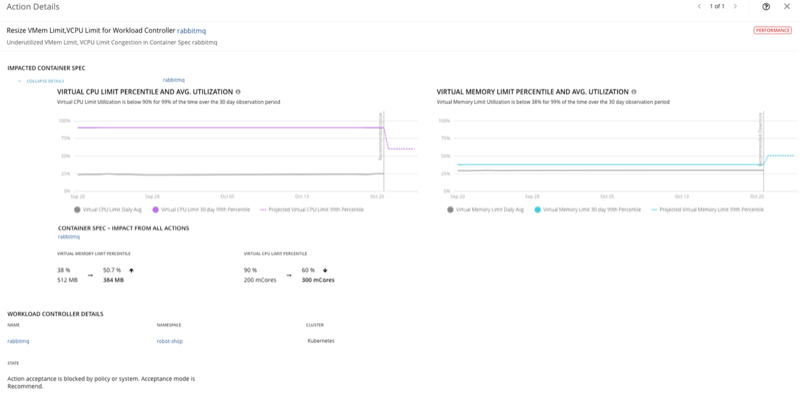 Action Details
1 of 1
Resize VMem Limit,VCPU Limit for Workload Controller rabbitmq
PERFORMANCE
Underutilized VMem Limit, VCPU Limit Congestion in Container Spec rabbitmq
IMPACTED CONTAINER SPEC
COLLAPSE DETAILS
rabbitmq
VIRTUAL CPU LIMIT PERCENTILE AND AVG. UTILIZATION
Virtual CPU Limit Utilization is below 90% for 99% of the time over the 30 day observation period
100%
75%
50%
25%
0%
Sep 20
Sep 28
Oct 05
Oct 13
Oct 20
Virtual CPU Limit Daily Avg
Virtual CPU Limit 30 day 99th Percentile
Projected Virtual CPU Limit 99th Percentile
VIRTUAL MEMORY LIMIT PERCENTILE AND AVG. UTILIZATION
Virtual Memory Limit Utilization is below 38% for 99% of the time over the 30 day observation period
100%
75%
50%
25%
0%
Sep 20
Sep 28
Oct 05
Oct 13
Oct 20
Virtual Memory Limit Daily Avg
Virtual Memory Limit 30 day 99th Percentile
Projected Virtual Memory Limit 99th Percentile
CONTAINER SPEC - IMPACT FROM ALL ACTIONS
rabbitmq
VIRTUAL MEMORY LIMIT PERCENTILE
38 % → 50.7 %
512 MB 384 MB
VIRTUAL CPU LIMIT PERCENTILE
90 % → 60 %
200 mCores 300 mCores
WORKLOAD CONTROLLER DETAILS
NAME NAMESPACE CLUSTER
rabbitmq robot-shop Kubernetes
STATE
Action acceptance is blocked by policy or system. Acceptance mode is
Recommend.